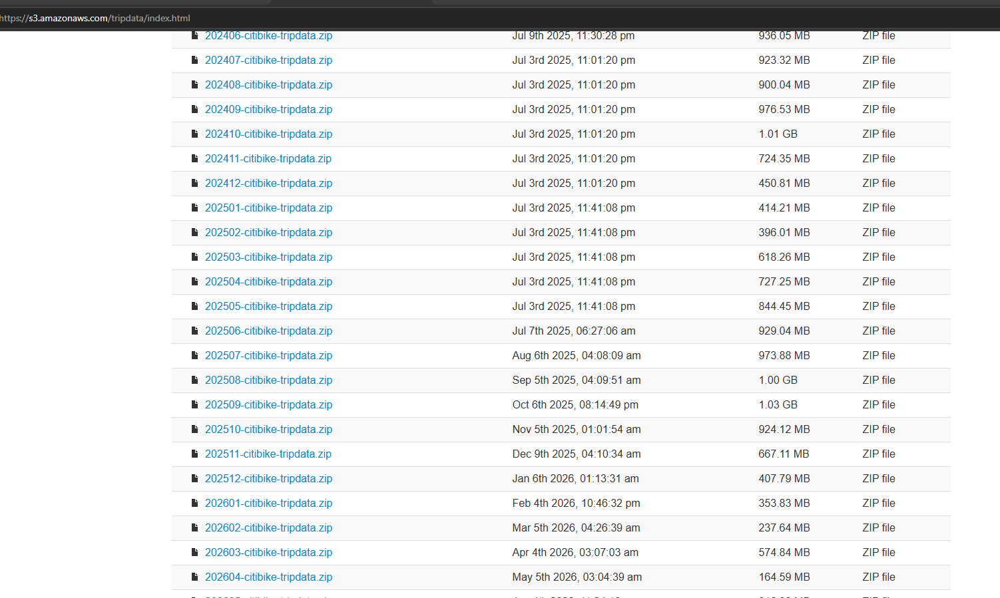 https://s3.amazonaws.com/tripdata/index.html
202406-citibike-tripdata.zip Jul 9th 2025, 11:30:28 pm 936.05 MB ZIP file
202407-citibike-tripdata.zip Jul 3rd 2025, 11:01:20 pm 923.32 MB ZIP file
202408-citibike-tripdata.zip Jul 3rd 2025, 11:01:20 pm 900.04 MB ZIP file
202409-citibike-tripdata.zip Jul 3rd 2025, 11:01:20 pm 976.53 MB ZIP file
202410-citibike-tripdata.zip Jul 3rd 2025, 11:01:20 pm 1.01 GB ZIP file
202411-citibike-tripdata.zip Jul 3rd 2025, 11:01:20 pm 724.35 MB ZIP file
202412-citibike-tripdata.zip Jul 3rd 2025, 11:01:20 pm 450.81 MB ZIP file
202501-citibike-tripdata.zip Jul 3rd 2025, 11:41:08 pm 414.21 MB ZIP file
202502-citibike-tripdata.zip Jul 3rd 2025, 11:41:08 pm 396.01 MB ZIP file
202503-citibike-tripdata.zip Jul 3rd 2025, 11:41:08 pm 618.26 MB ZIP file
202504-citibike-tripdata.zip Jul 3rd 2025, 11:41:08 pm 727.25 MB ZIP file
202505-citibike-tripdata.zip Jul 3rd 2025, 11:41:08 pm 844.45 MB ZIP file
202506-citibike-tripdata.zip Jul 7th 2025, 06:27:06 am 929.04 MB ZIP file
202507-citibike-tripdata.zip Aug 6th 2025, 04:08:09 am 973.88 MB ZIP file
202508-citibike-tripdata.zip Sep 5th 2025, 04:09:51 am 1.00 GB ZIP file
202509-citibike-tripdata.zip Oct 6th 2025, 08:14:49 pm 1.03 GB ZIP file
202510-citibike-tripdata.zip Nov 5th 2025, 01:01:54 am 924.12 MB ZIP file
202511-citibike-tripdata.zip Dec 9th 2025, 04:10:34 am 667.11 MB ZIP file
202512-citibike-tripdata.zip Jan 6th 2026, 01:13:31 am 407.79 MB ZIP file
202601-citibike-tripdata.zip Feb 4th 2026, 10:46:32 pm 353.83 MB ZIP file
202602-citibike-tripdata.zip Mar 5th 2026, 04:26:39 am 237.64 MB ZIP file
202603-citibike-tripdata.zip Apr 4th 2026, 03:07:03 am 574.84 MB ZIP file
202604-citibike-tripdata.zip May 5th 2026, 03:04:39 am 164.59 MB ZIP file